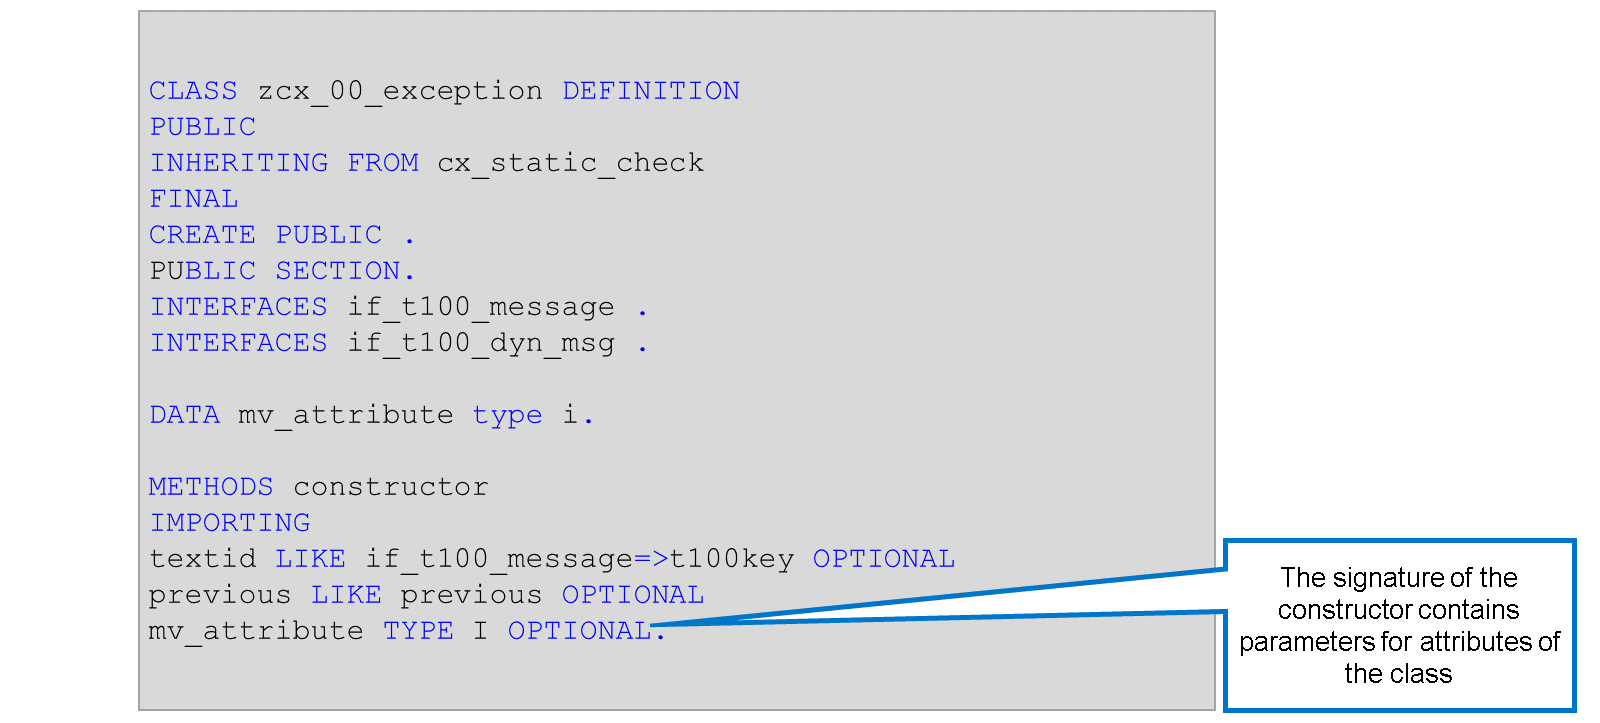 CLASS zcx_00_exception DEFINITION
PUBLIC
INHERITING FROM cx_static_check
FINAL
CREATE PUBLIC .
PUBLIC SECTION.
INTERFACES if_t100_message .
INTERFACES if_t100_dyn_msg .
DATA mv_attribute type i.
METHODS constructor
IMPORTING
textid LIKE if_t100_message=>t100key OPTIONAL
previous LIKE previous OPTIONAL
mv_attribute TYPE I OPTIONAL.
The signature of the
constructor contains
parameters for attributes of
the class